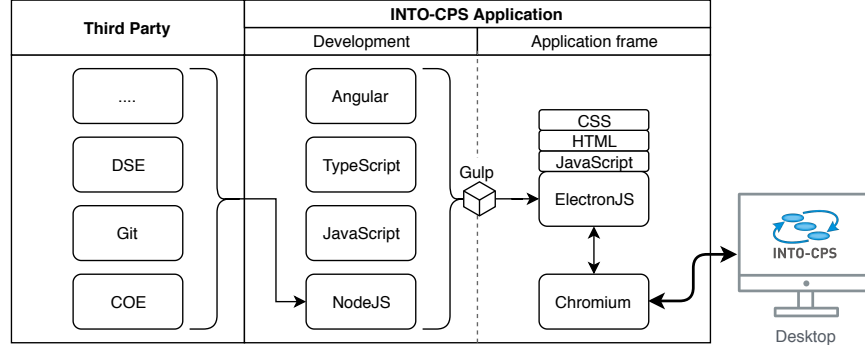 Third Party
INTO-CPS Application
Development
Application frame
....
DSE
Git
COE
Angular
TypeScript
JavaScript
NodeJS
Gulp
CSS
HTML
JavaScript
ElectronJS
Chromium
INTO-CPS
Desktop